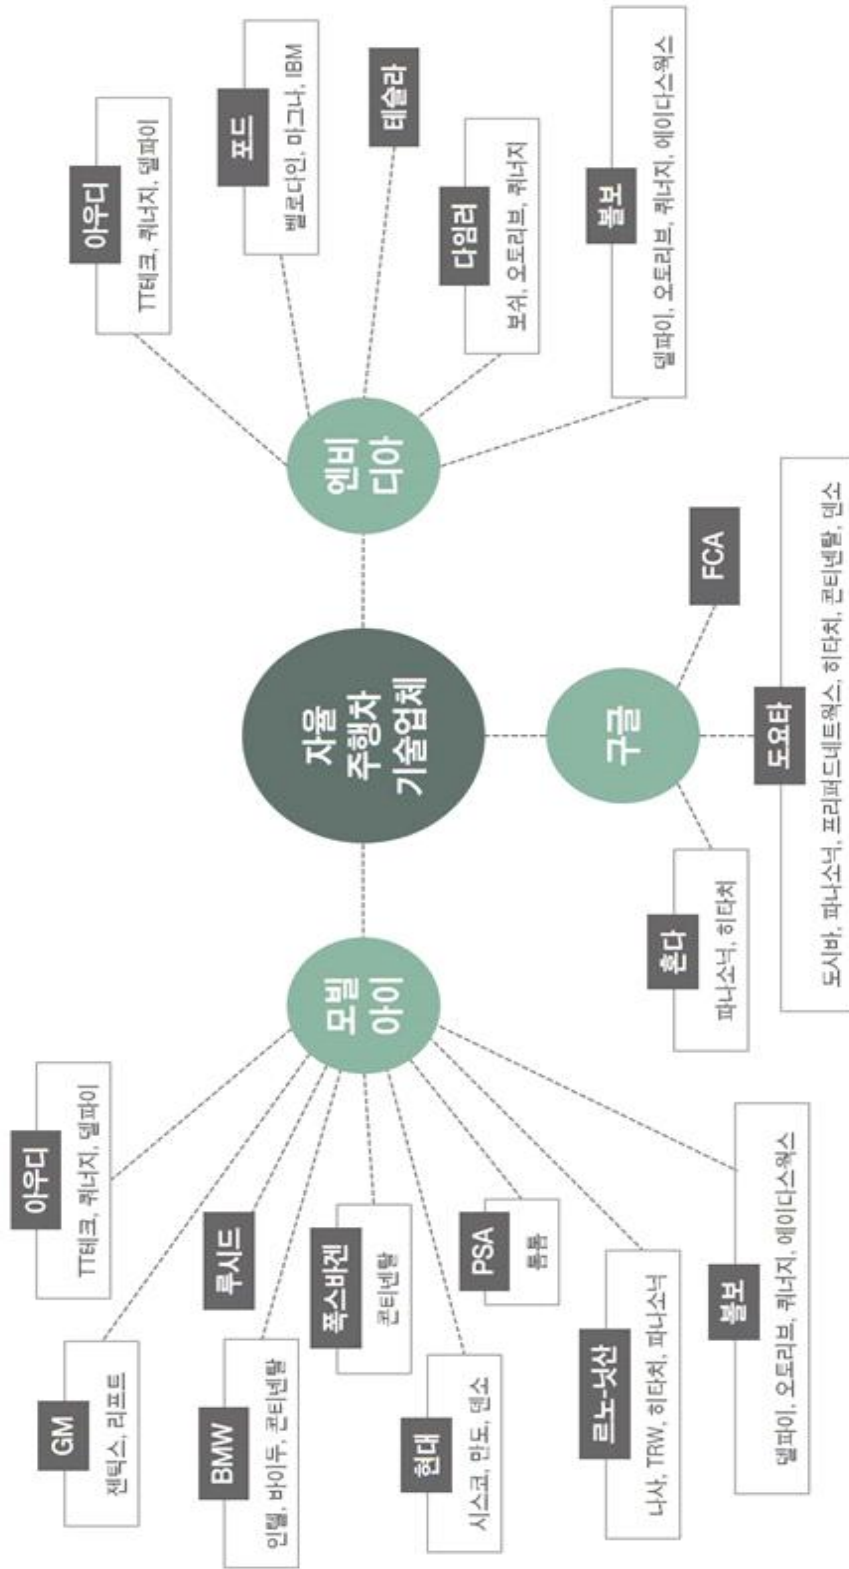 아우디
TT테크, 퀴너지, 델파이
GM
젠틱스, 리프트
루시드
BMW
인텔, 바이두, 콘티넨탈
폭스바겐
콘티넨탈
현대
시스코, 만도, 덴소
PSA
톰톰
르노-닛산
나사, TRW, 히타치, 파나소닉
볼보
델파이, 오토리브, 퀴너지, 에이다스웍스
모빌
아이
자율
주행차
기술업체
구글
혼다
파나소닉, 히타치
도요타
도시바, 파나소닉, 프리퍼드네트웍스, 히타치, 콘티넨탈, 덴소
FCA
엔비
디아
아우디
TT테크, 퀴너지, 델파이
포드
벨로다인, 마그나, IBM
테슬라
다임러
보쉬, 오토리브, 퀴너지
볼보
델파이, 오토리브, 퀴너지, 에이다스웍스